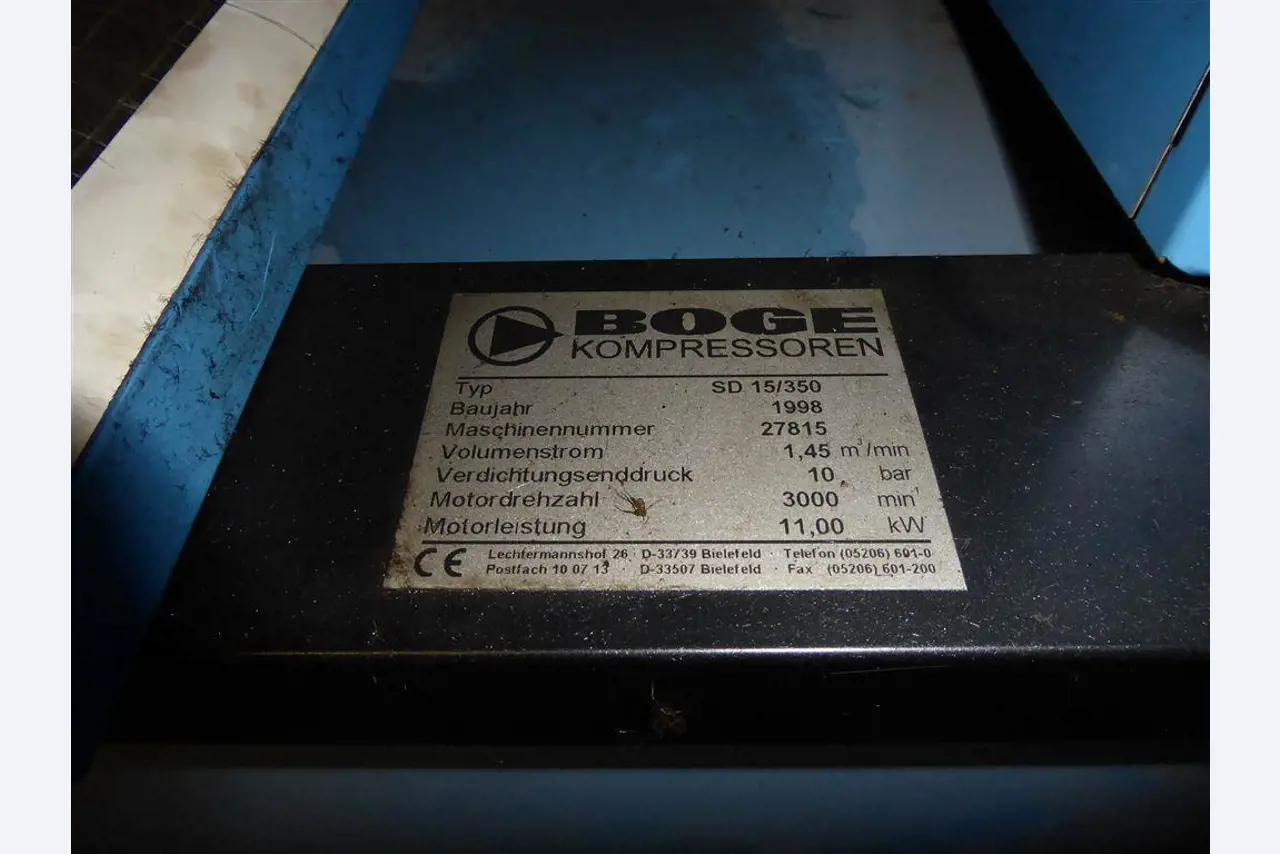 BOGE
KOMPRESSOREN
Typ SD 15/350
Baujahr 1998
Maschinennummer 27815
Volumenstrom 1,45 m³/min
Verdichtungsenddruck 10 bar
Motordrehzahl 3000 min¹
Motorleistung 11,00 kW
CE Lechtermannshof 26 · D-33739 Bielefeld · Telefon (05206) 601-0
Postfach 10 07 13 · D-33507 Bielefeld · Fax (05206) 601-200